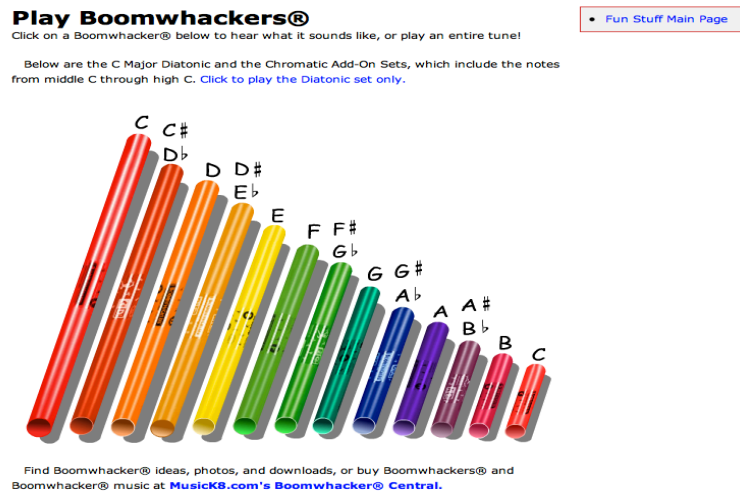 Play Boomwhackers®
Click on a Boomwhacker® below to hear what it sounds like, or play an entire tune!
• Fun Stuff Main Page
Below are the C Major Diatonic and the Chromatic Add-On Sets, which include the notes
from middle C through high C. Click to play the Diatonic set only.
C
C♯
D♭
D
D♯
E♭
E
F
F♯
G♭
G
G♯
A♭
A
A♯
B♭
B
C
Find Boomwhacker® ideas, photos, and downloads, or buy Boomwhackers® and
Boomwhacker® music at MusicK8.com's Boomwhacker® Central.